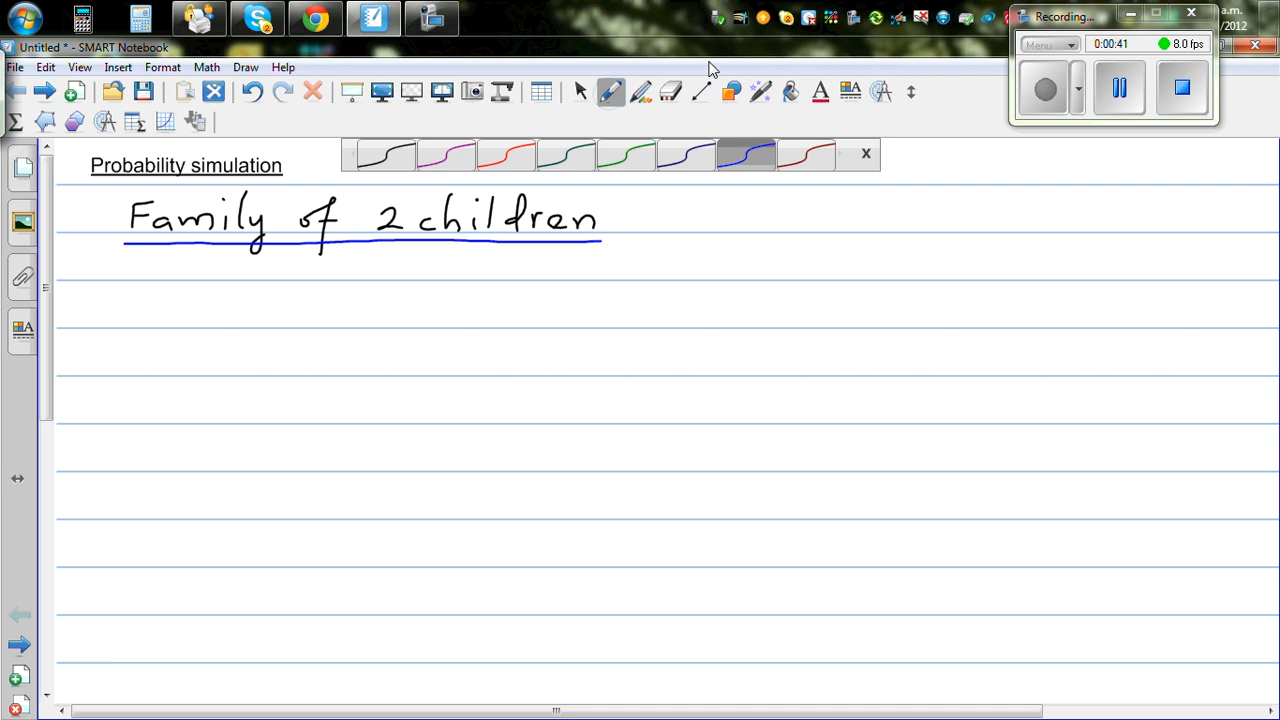 Recording...
a.m.
/2012
Untitled * - SMART Notebook
Menu
0:00:41
8.0 fps
File Edit View Insert Format Math Draw Help
Probability simulation
X
Family of 2 children